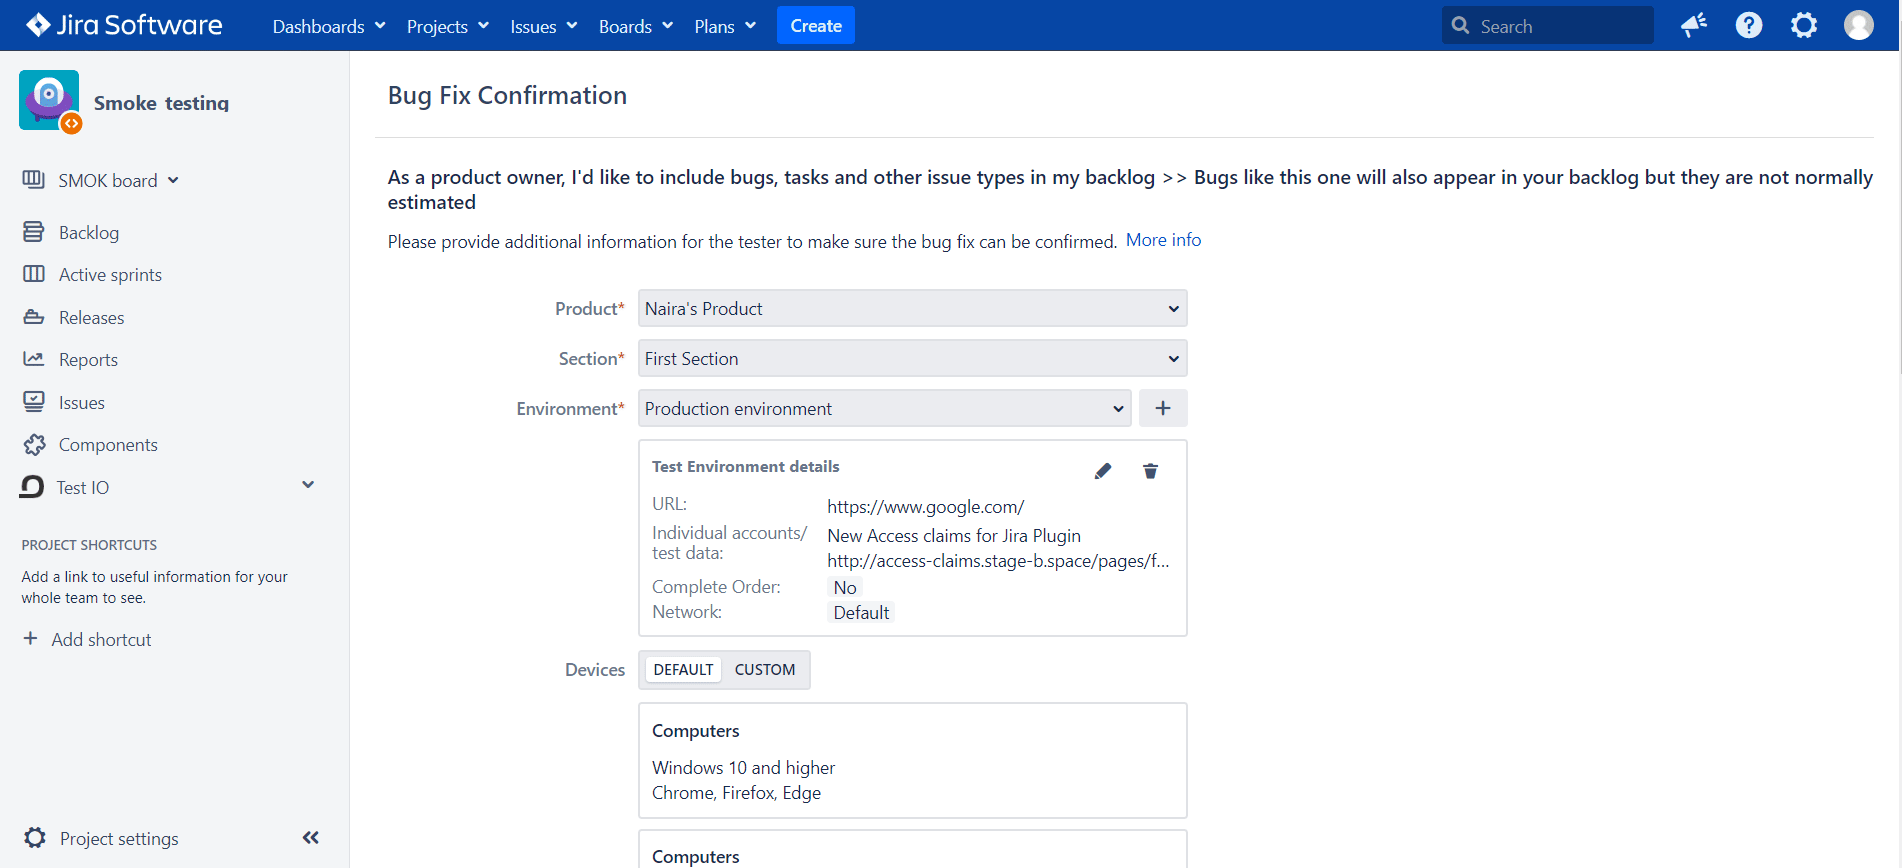 Jira Software
Dashboards
Projects
Issues
Boards
Plans
Create
Search
Smoke testing
SMOK board
Backlog
Active sprints
Releases
Reports
Issues
Components
Test IO
PROJECT SHORTCUTS
Add a link to useful information for your
whole team to see.
+ Add shortcut
Project settings
Bug Fix Confirmation
As a product owner, I'd like to include bugs, tasks and other issue types in my backlog >> Bugs like this one will also appear in your backlog but they are not normally
estimated
Please provide additional information for the tester to make sure the bug fix can be confirmed. More info
Product* Naira's Product
Section* First Section
Environment* Production environment +
Test Environment details
URL: https://www.google.com/
Individual accounts/ New Access claims for Jira Plugin
test data: http://access-claims.stage-b.space/pages/f...
Complete Order: No
Network: Default
Devices DEFAULT CUSTOM
Computers
Windows 10 and higher
Chrome, Firefox, Edge
Computers